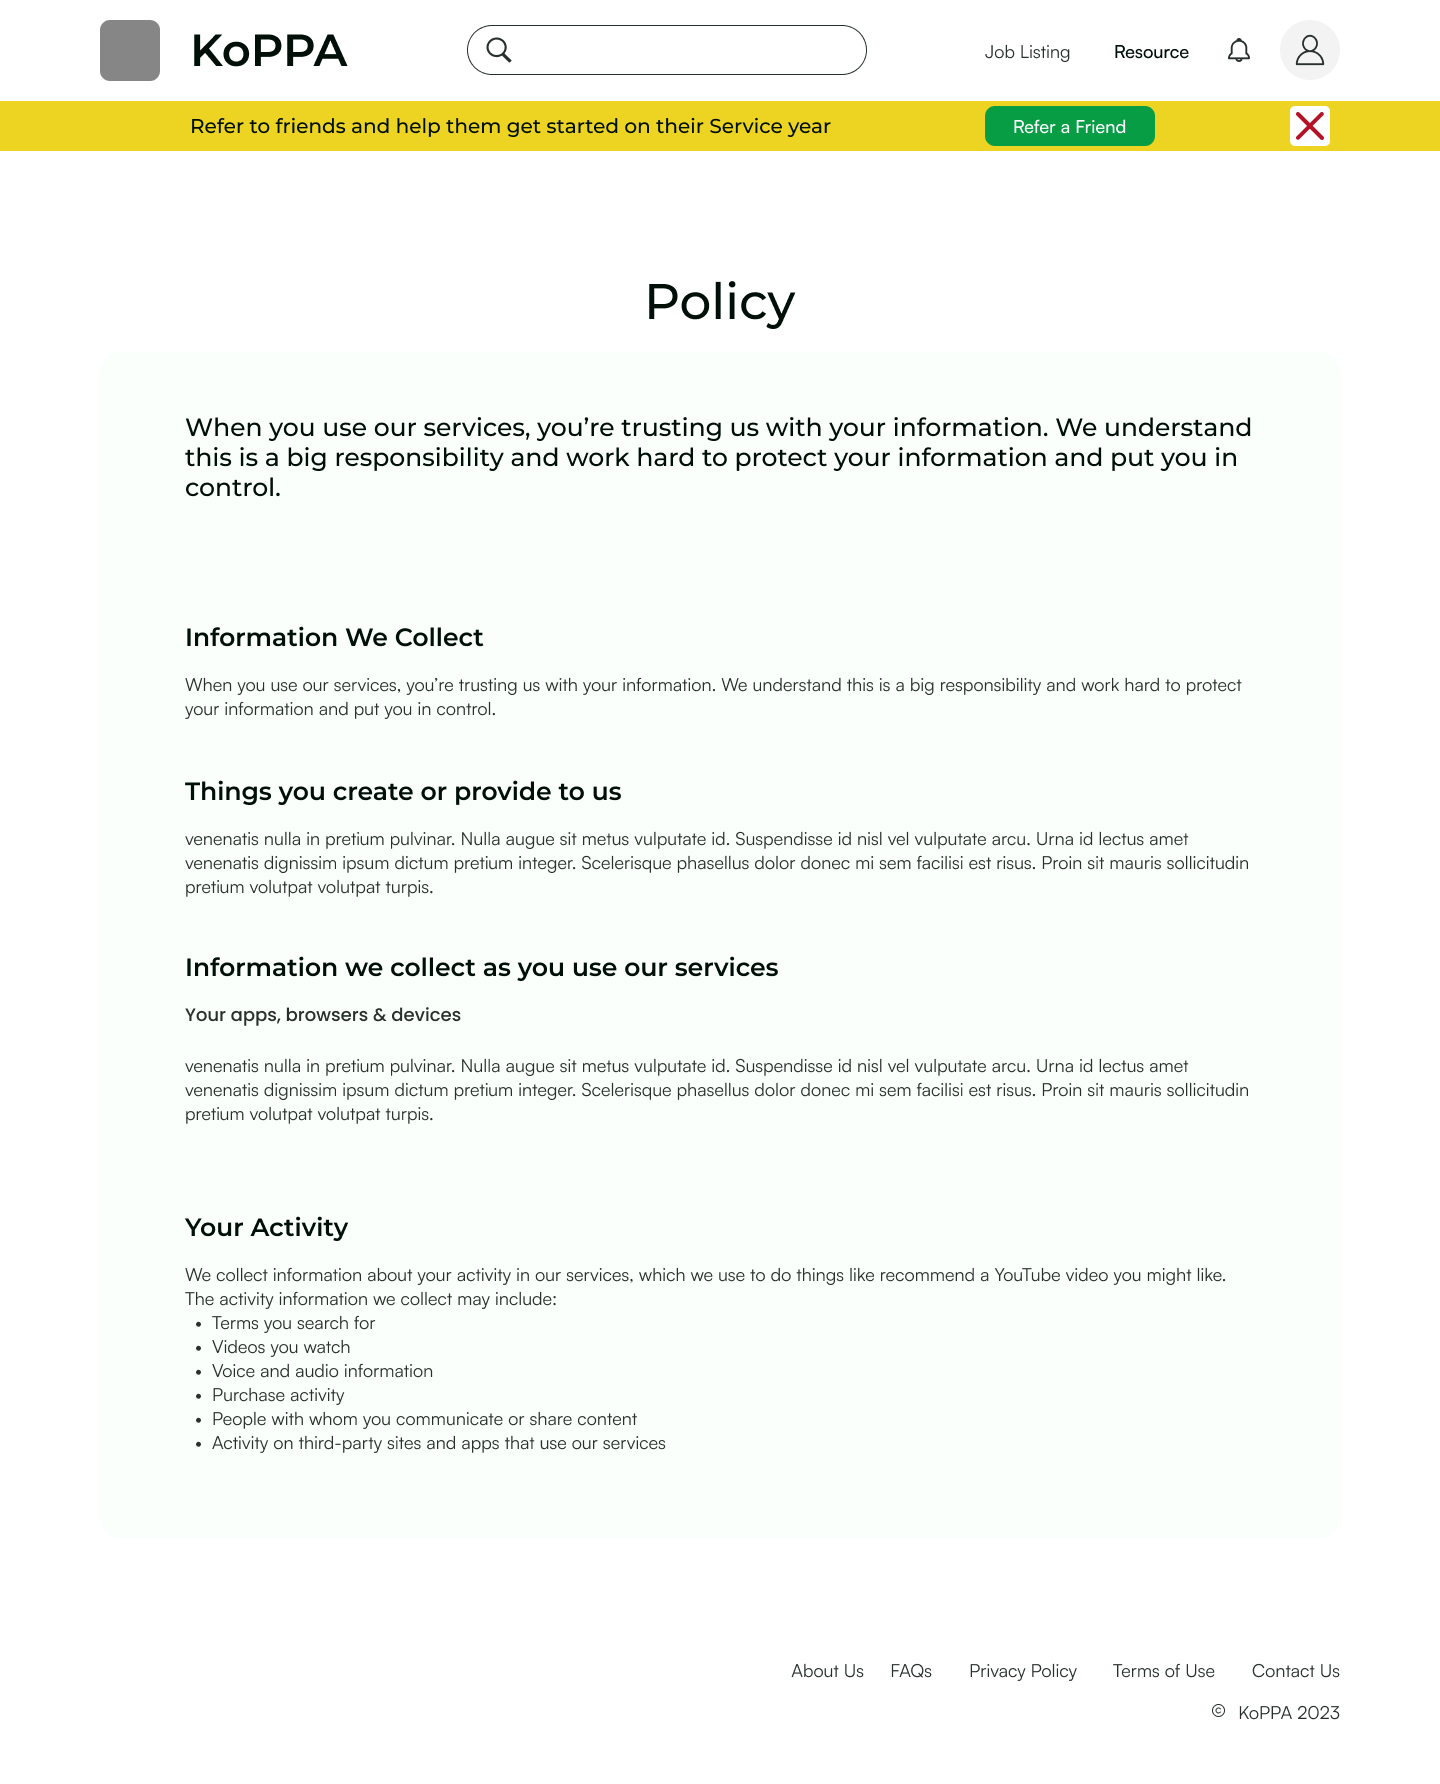 KoPPA
Job Listing
Resource
Refer to friends and help them get started on their Service year
Refer a Friend
Policy
When you use our services, you’re trusting us with your information. We understand
this is a big responsibility and work hard to protect your information and put you in
control.
Information We Collect
When you use our services, you’re trusting us with your information. We understand this is a big responsibility and work hard to protect
your information and put you in control.
Things you create or provide to us
venenatis nulla in pretium pulvinar. Nulla augue sit metus vulputate id. Suspendisse id nisl vel vulputate arcu. Urna id lectus amet
venenatis dignissim ipsum dictum pretium integer. Scelerisque phasellus dolor donec mi sem facilisi est risus. Proin sit mauris sollicitudin
pretium volutpat volutpat turpis.
Information we collect as you use our services
Your apps, browsers & devices
venenatis nulla in pretium pulvinar. Nulla augue sit metus vulputate id. Suspendisse id nisl vel vulputate arcu. Urna id lectus amet
venenatis dignissim ipsum dictum pretium integer. Scelerisque phasellus dolor donec mi sem facilisi est risus. Proin sit mauris sollicitudin
pretium volutpat volutpat turpis.
Your Activity
We collect information about your activity in our services, which we use to do things like recommend a YouTube video you might like.
The activity information we collect may include:
• Terms you search for
• Videos you watch
• Voice and audio information
• Purchase activity
• People with whom you communicate or share content
• Activity on third-party sites and apps that use our services
About Us
FAQs
Privacy Policy
Terms of Use
Contact Us
© KoPPA 2023